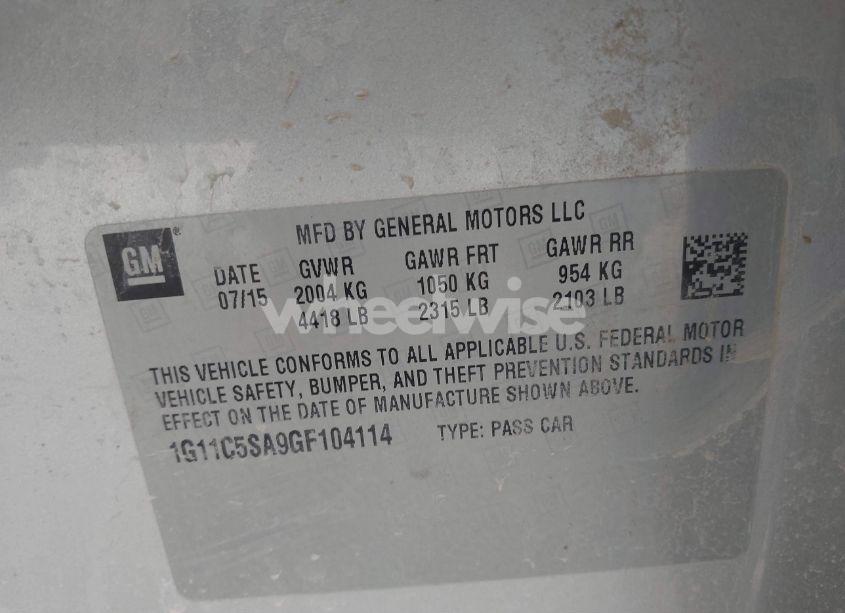 GM
MFD BY GENERAL MOTORS LLC
DATE GVWR GAWR FRT GAWR RR
07/15 2004 KG 1050 KG 954 KG
4418 LB 2315 LB 2103 LB
wheelwise
THIS VEHICLE CONFORMS TO ALL APPLICABLE U.S. FEDERAL MOTOR
VEHICLE SAFETY, BUMPER, AND THEFT PREVENTION STANDARDS IN
EFFECT ON THE DATE OF MANUFACTURE SHOWN ABOVE.
1G11C5SA9GF104114 TYPE: PASS CAR